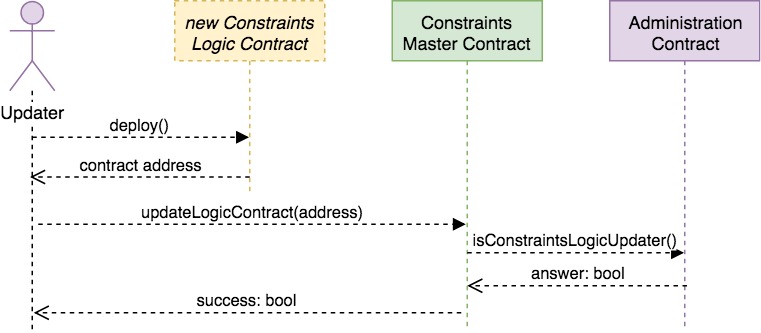 new Constraints
Logic Contract
Constraints
Master Contract
Administration
Contract
Updater
deploy()
contract address
updateLogicContract(address)
isConstraintsLogicUpdater()
answer: bool
success: bool